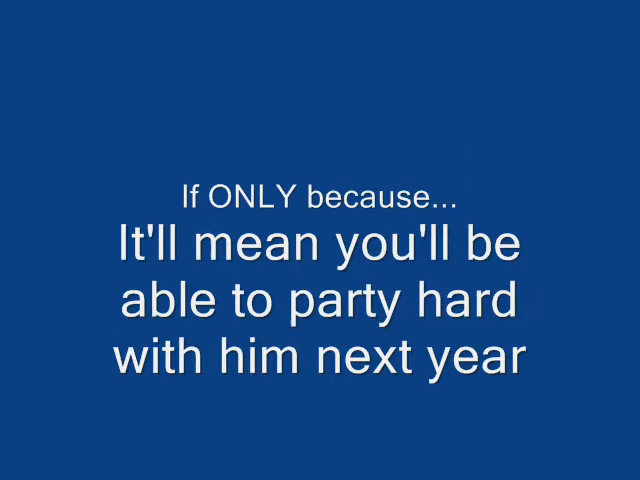 If ONLY because...
It'll mean you'll be
able to party hard
with him next year